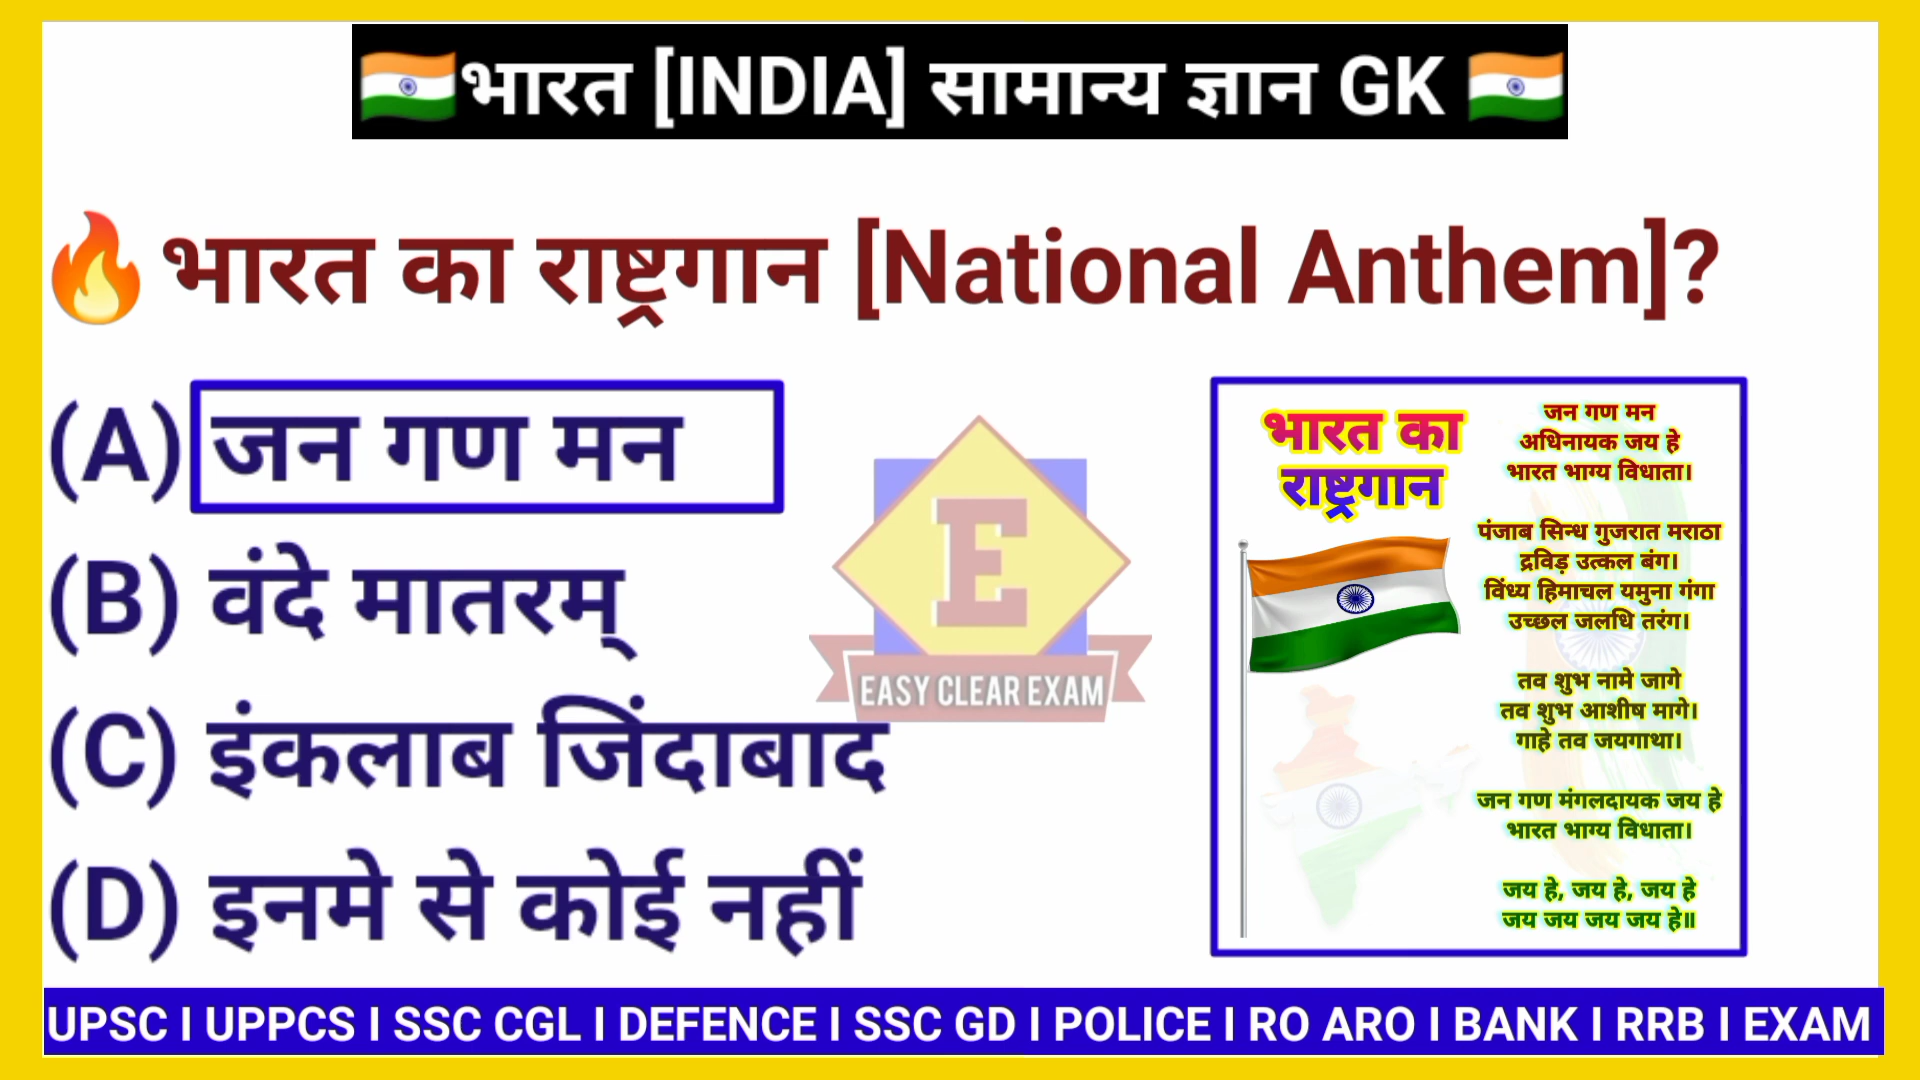 भारत [INDIA] सामान्य ज्ञान GK
भारत का राष्ट्रगान [National Anthem]?
(A) जन गण मन
(B) वंदे मातरम्
(C) इंकलाब जिंदाबाद
(D) इनमे से कोई नहीं
E
EASY CLEAR EXAM
भारत का
राष्ट्रगान
जन गण मन
अधिनायक जय हे
भारत भाग्य विधाता।
पंजाब सिन्ध गुजरात मराठा
द्रविड़ उत्कल बंग।
विंध्य हिमाचल यमुना गंगा
उच्छल जलधि तरंग।
तव शुभ नामे जागे
तव शुभ आशीष मागे।
गाहे तव जयगाथा।
जन गण मंगलदायक जय हे
भारत भाग्य विधाता।
जय हे, जय हे, जय हे
जय जय जय जय हे॥
UPSC I UPPCS I SSC CGL I DEFENCE I SSC GD I POLICE I RO ARO I BANK I RRB I EXAM